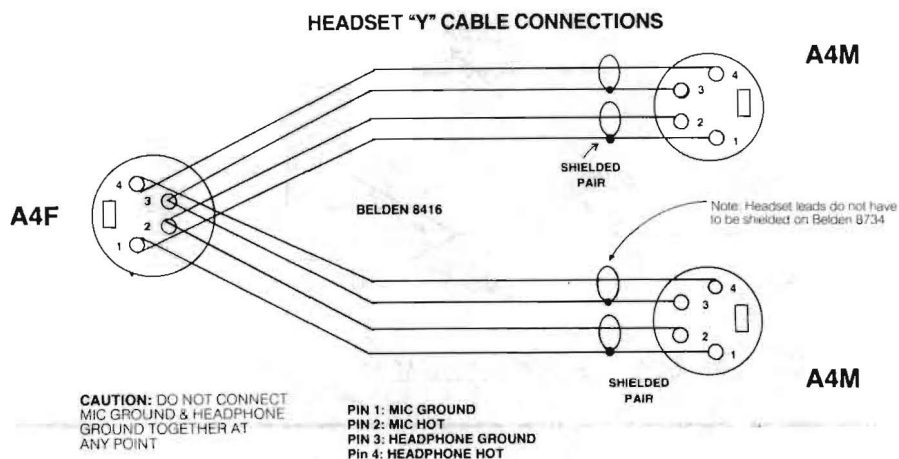 HEADSET "Y" CABLE CONNECTIONS
A4M
4
3
2
1
SHIELDED
PAIR
A4F
4
3
2
1
BELDEN 8416
Note: Headset leads do not have
to be shielded on Belden 8734
4
3
2
1
SHIELDED
PAIR
A4M
CAUTION: DO NOT CONNECT
MIC GROUND & HEADPHONE
GROUND TOGETHER AT
ANY POINT
PIN 1: MIC GROUND
PIN 2: MIC HOT
PIN 3: HEADPHONE GROUND
Pin 4: HEADPHONE HOT